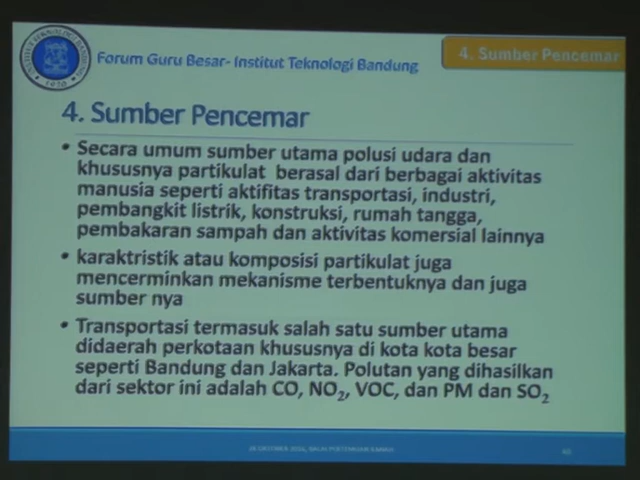 Forum Guru Besar- Institut Teknologi Bandung
4. Sumber Pencemar
4. Sumber Pencemar
• Secara umum sumber utama polusi udara dan
khususnya partikulat berasal dari berbagai aktivitas
manusia seperti aktifitas transportasi, industri,
pembangkit listrik, konstruksi, rumah tangga,
pembakaran sampah dan aktivitas komersial lainnya
• karaktristik atau komposisi partikulat juga
mencerminkan mekanisme terbentuknya dan juga
sumber nya
• Transportasi termasuk salah satu sumber utama
didaerah perkotaan khususnya di kota kota besar
seperti Bandung dan Jakarta. Polutan yang dihasilkan
dari sektor ini adalah CO, NO₂, VOC, dan PM dan SO₂
INSTITUT TEKNOLOGI BANDUNG
1920